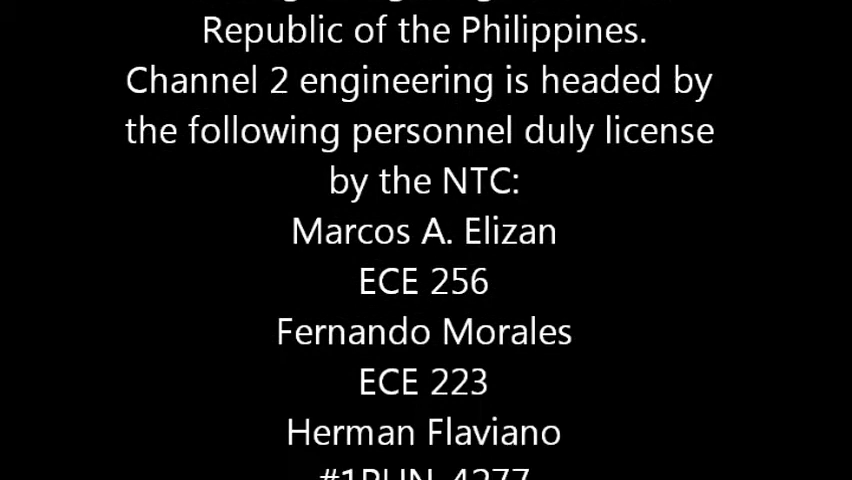 Republic of the Philippines.
Channel 2 engineering is headed by
the following personnel duly license
by the NTC:
Marcos A. Elizan
ECE 256
Fernando Morales
ECE 223
Herman Flaviano